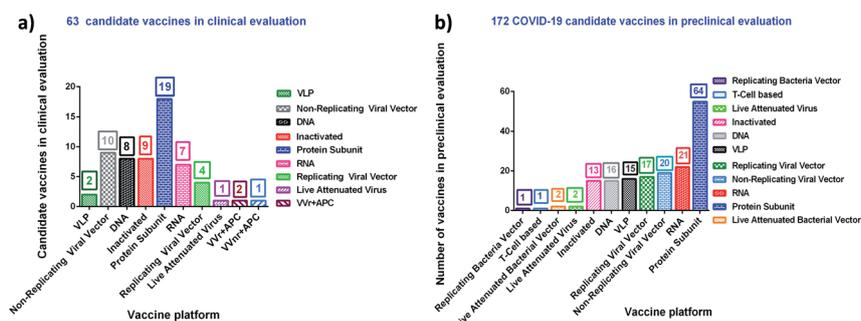 a) 63 candidate vaccines in clinical evaluation
Candidate vaccines in clinical evaluation
20
15
10
5
0
2
10
8
9
19
7
4
1
2
1
VLP
Non-Replicating Viral Vector
DNA
Inactivated
Protein Subunit
RNA
Replicating Viral Vector
Live Attenuated Virus
VVr+APC
VVnr+APC
Vaccine platform
VLP
Non-Replicating Viral Vector
DNA
Inactivated
Protein Subunit
RNA
Replicating Viral Vector
Live Attenuated Virus
VVr+APC
b) 172 COVID-19 candidate vaccines in preclinical evaluation
Number of vaccines in preclinical evaluation
60
40
20
0
1
1
2
2
13
16
15
17
20
21
64
Replicating Bacteria Vector
T-Cell based
Live Attenuated Bacterial Vector
Live Attenuated Virus
Inactivated
DNA
VLP
Replicating Viral Vector
Non-Replicating Viral Vector
RNA
Protein Subunit
Vaccine platform
Replicating Bacteria Vector
T-Cell based
Live Attenuated Virus
Inactivated
DNA
VLP
Replicating Viral Vector
Non-Replicating Viral Vector
RNA
Protein Subunit
Live Attenuated Bacterial Vector